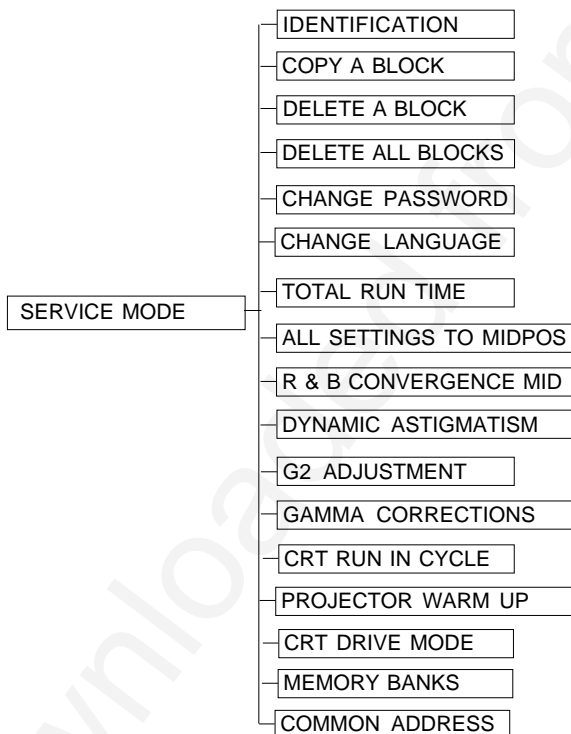 IDENTIFICATION
COPY A BLOCK
DELETE A BLOCK
DELETE ALL BLOCKS
CHANGE PASSWORD
CHANGE LANGUAGE
TOTAL RUN TIME
SERVICE MODE
ALL SETTINGS TO MIDPOS
R & B CONVERGENCE MID
DYNAMIC ASTIGMATISM
G2 ADJUSTMENT
GAMMA CORRECTIONS
CRT RUN IN CYCLE
PROJECTOR WARM UP
CRT DRIVE MODE
MEMORY BANKS
COMMON ADDRESS